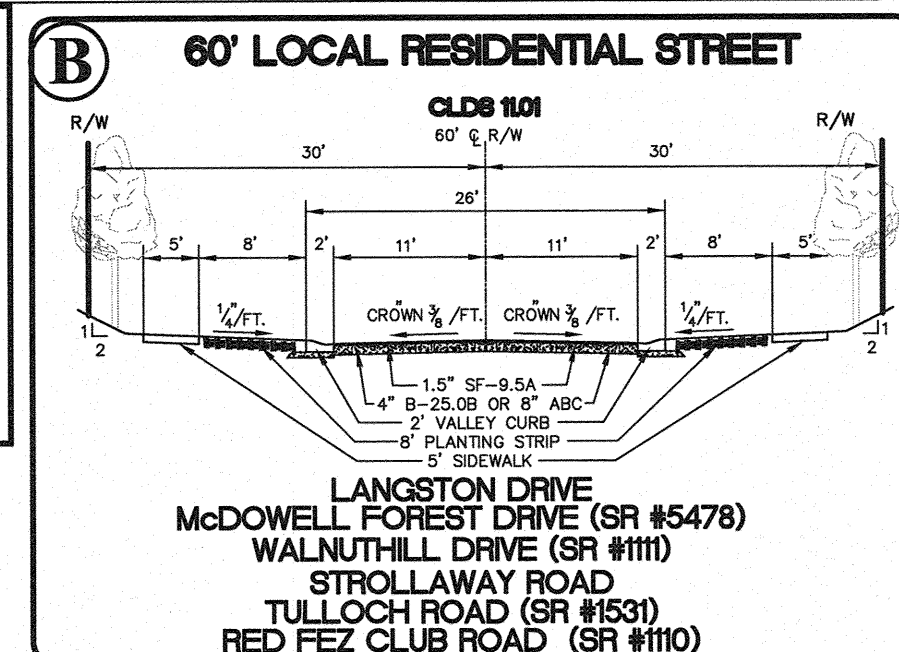 B
60' LOCAL RESIDENTIAL STREET
CLDS 11.01
R/W
60' ℄ R/W
R/W
30'
30'
26'
5'
8'
2'
11'
11'
2'
8'
5'
1/4"/FT.
CROWN 3/8"/FT.
CROWN 3/8"/FT.
1/4"/FT.
1
2
1
2
1.5" SF-9.5A
4" B-25.0B OR 8" ABC
2' VALLEY CURB
8' PLANTING STRIP
5' SIDEWALK
LANGSTON DRIVE
McDOWELL FOREST DRIVE (SR #5478)
WALNUTHILL DRIVE (SR #1111)
STROLLAWAY ROAD
TULLOCH ROAD (SR #1531)
RED FEZ CLUB ROAD (SR #1110)